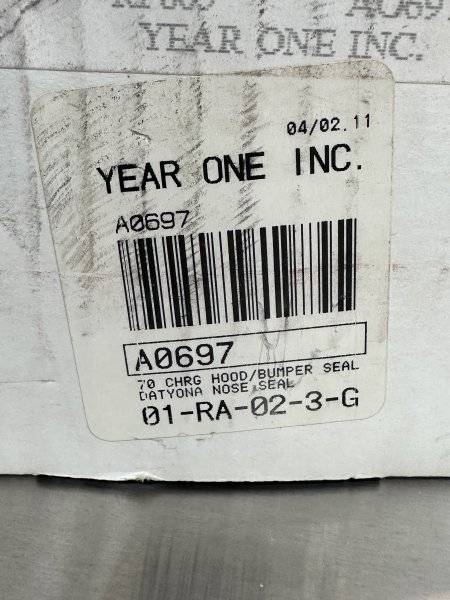 YEAR ONE INC.
04/02.11
YEAR ONE INC.
A0697
A0697
70 CHRG HOOD/BUMPER SEAL
DATYONA NOSE SEAL
01-RA-02-3-G